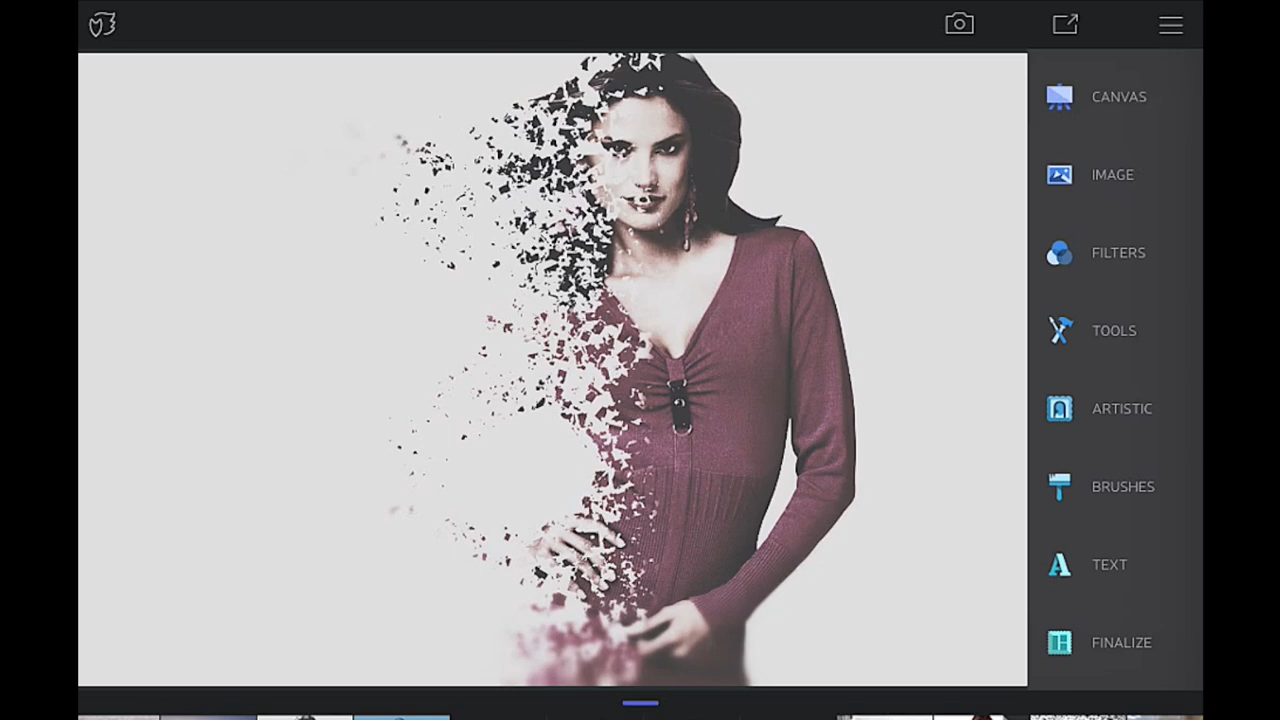 CANVAS
IMAGE
FILTERS
TOOLS
ARTISTIC
BRUSHES
TEXT
FINALIZE